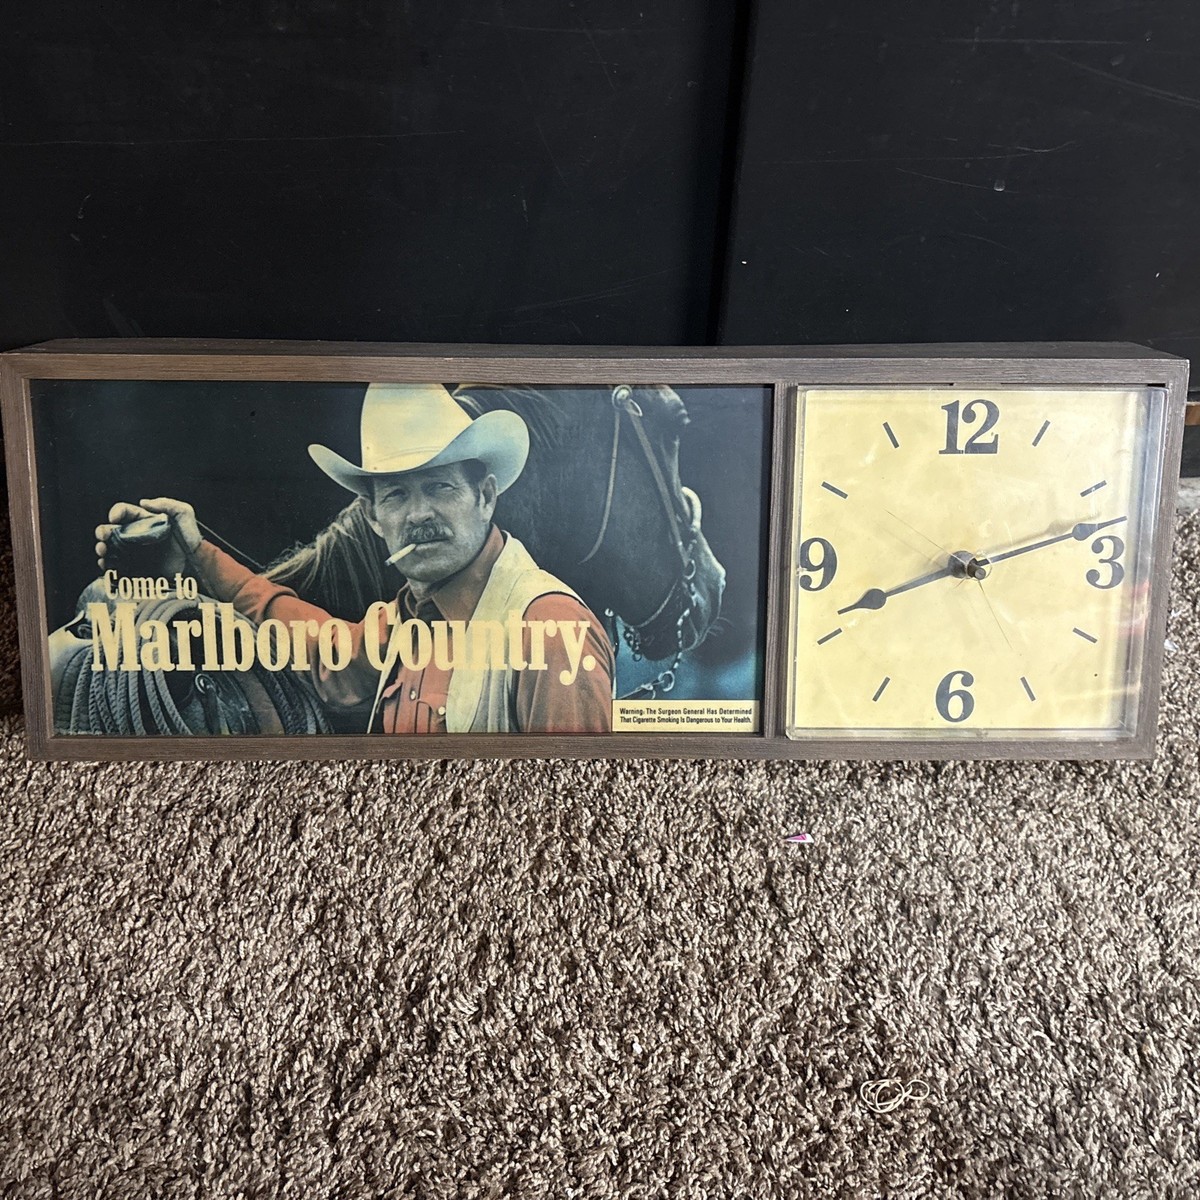 Come to
Marlboro Country.
Warning: The Surgeon General Has Determined
That Cigarette Smoking Is Dangerous to Your Health.
12
9
3
6